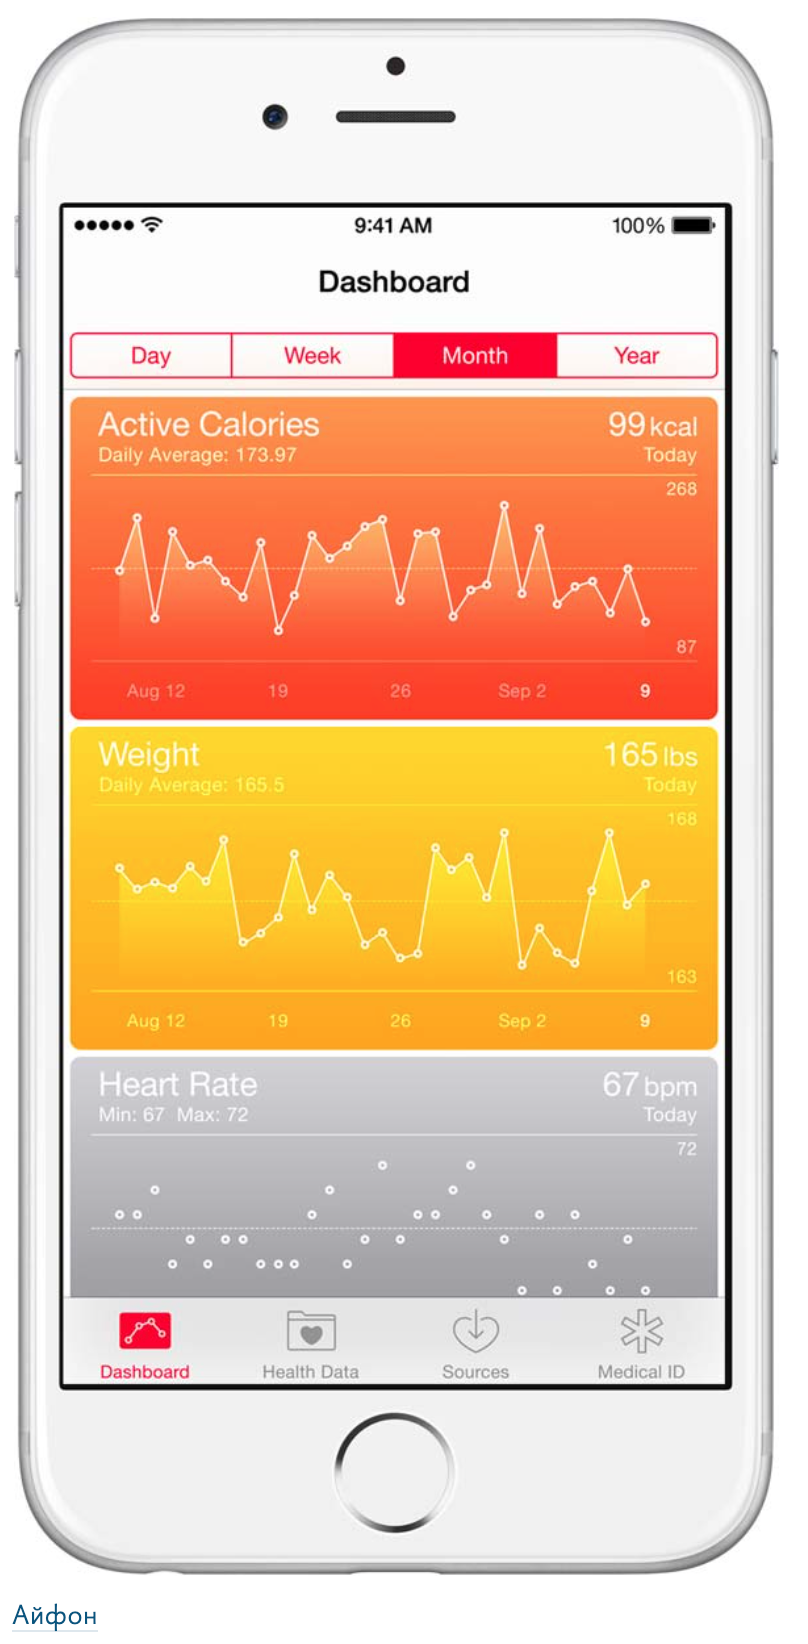 9:41 AM 100%
Dashboard
Day Week Month Year
Active Calories 99 kcal
Daily Average: 173.97 Today
268
87
Aug 12 19 26 Sep 2 9
Weight 165 lbs
Daily Average: 165.5 Today
168
163
Aug 12 19 26 Sep 2 9
Heart Rate 67 bpm
Min: 67 Max: 72 Today
72
Dashboard Health Data Sources Medical ID
Айфон